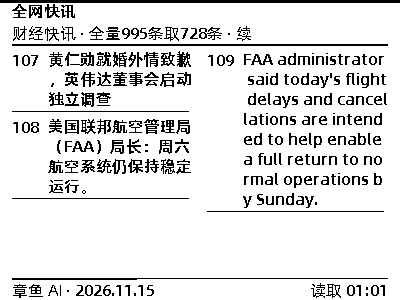 全网快讯
财经快讯 · 全量995条取728条 · 续
107 黄仁勋就婚外情致歉
，英伟达董事会启动
独立调查
108 美国联邦航空管理局
（FAA）局长：周六
航空系统仍保持稳定
运行。
109 FAA administrator
said today's flight
delays and cancel
lations are intend
ed to help enable
a full return to no
rmal operations b
y Sunday.
章鱼 AI · 2026.11.15
读取 01:01